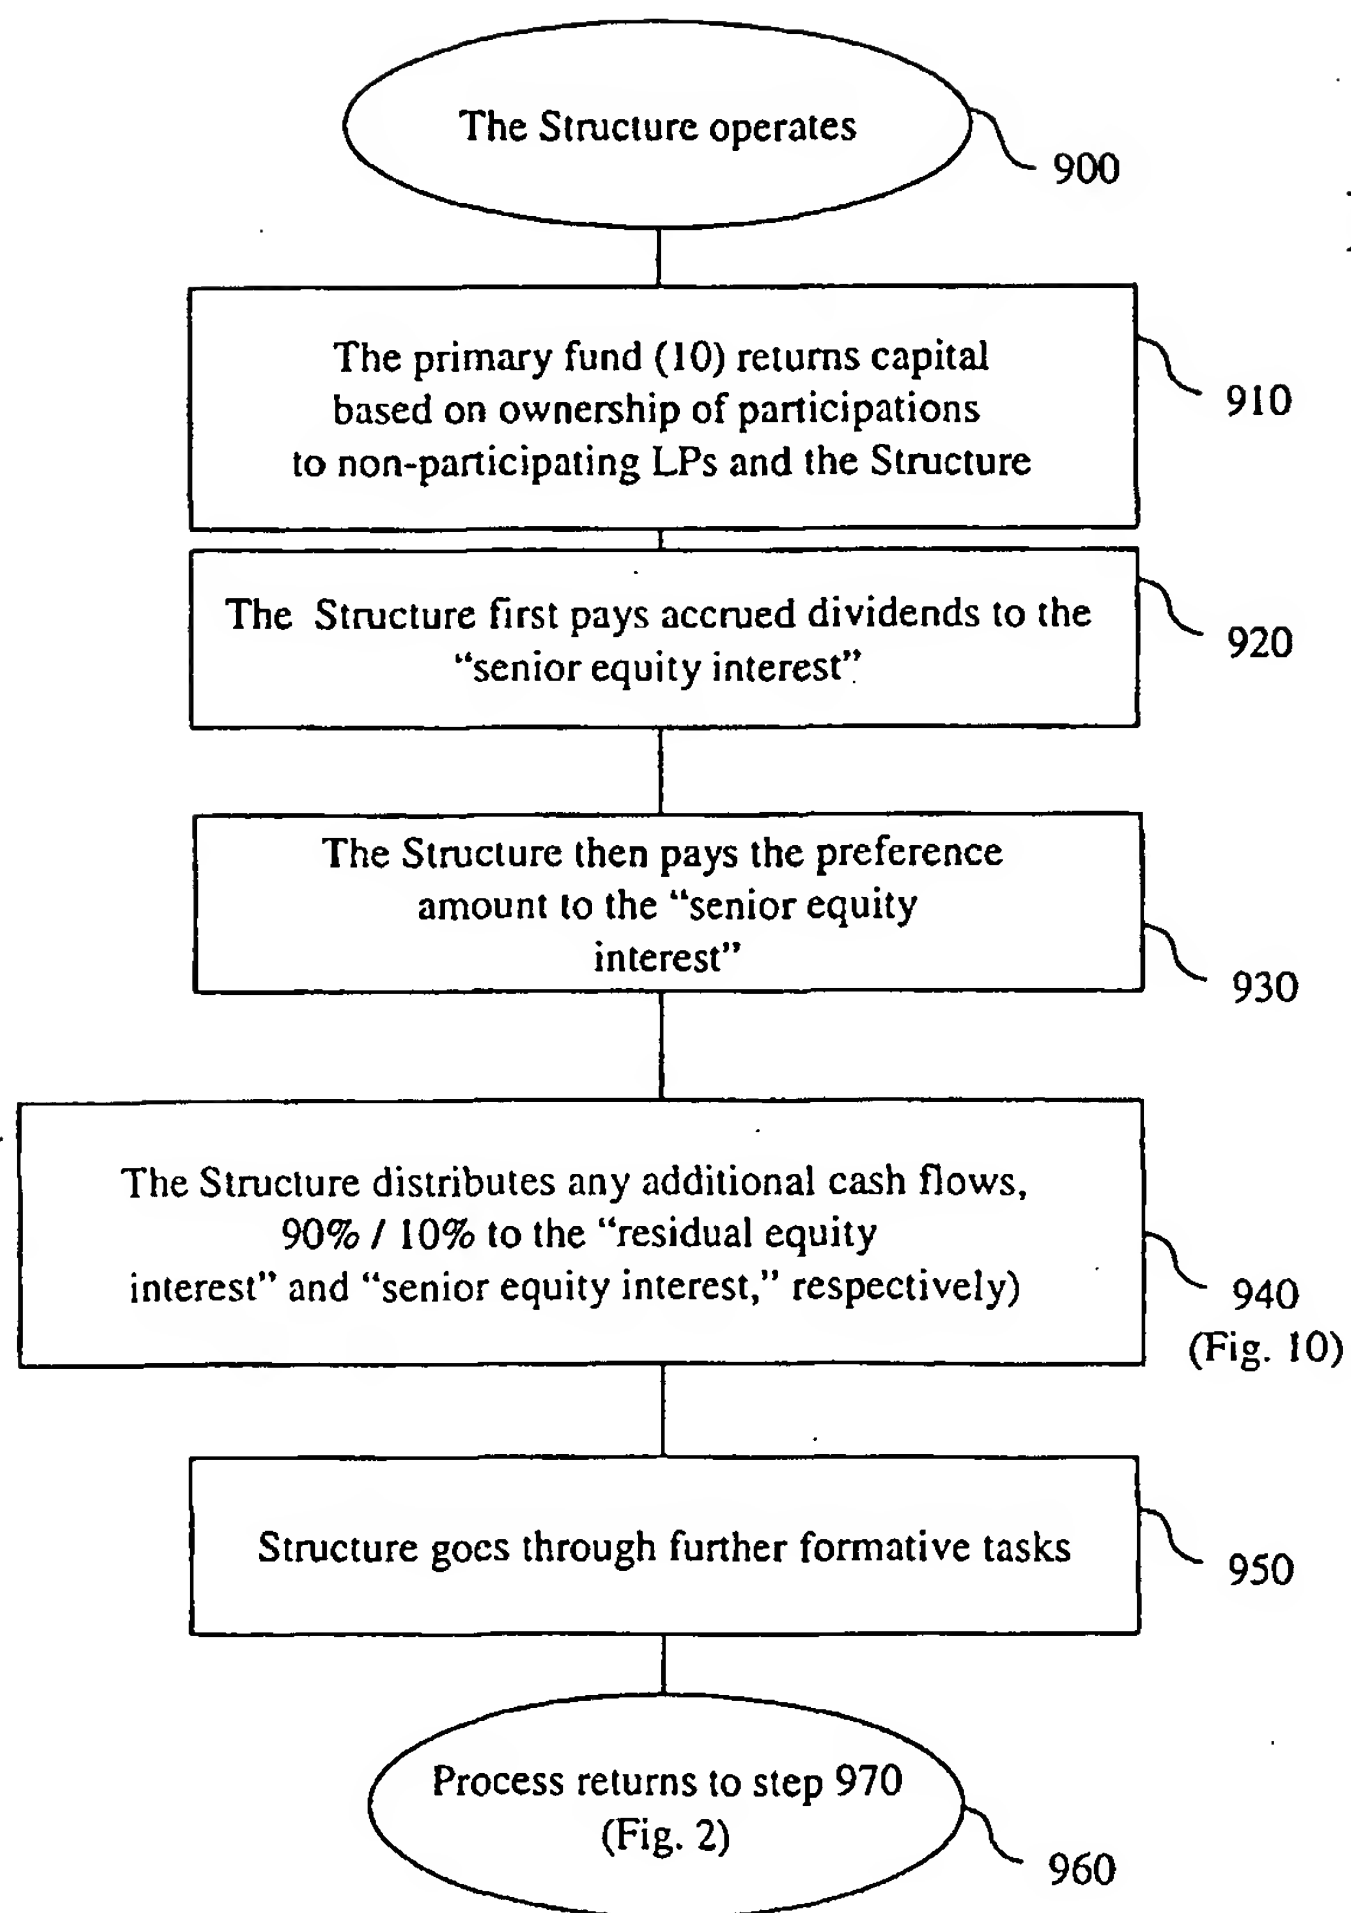 The Structure operates
900
The primary fund (10) returns capital
based on ownership of participations
to non-participating LPs and the Structure
910
The Structure first pays accrued dividends to the
“senior equity interest”
920
The Structure then pays the preference
amount to the “senior equity
interest”
930
The Structure distributes any additional cash flows,
90% / 10% to the “residual equity
interest” and “senior equity interest,” respectively)
940
(Fig. 10)
Structure goes through further formative tasks
950
Process returns to step 970
(Fig. 2)
960